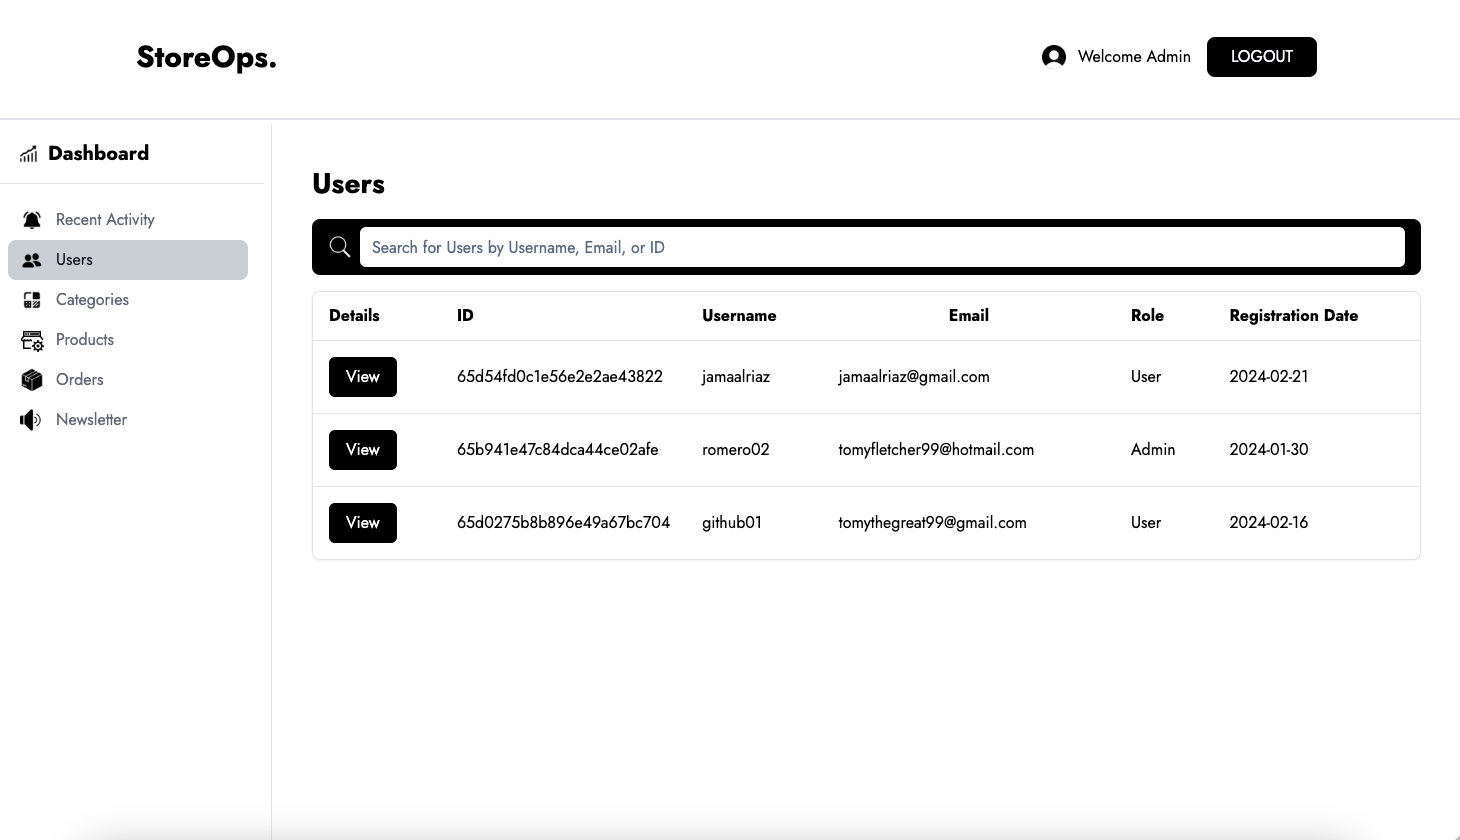 StoreOps.
Welcome Admin
LOGOUT
Dashboard
Recent Activity
Users
Categories
Products
Orders
Newsletter
Users
Search for Users by Username, Email, or ID
Details ID Username Email Role Registration Date
View 65d54fd0c1e56e2e2ae43822 jamaalriaz jamaalriaz@gmail.com User 2024-02-21
View 65b941e47c84dca44ce02afe romero02 tomyfletcher99@hotmail.com Admin 2024-01-30
View 65d0275b8b896e49a67bc704 github01 tomythegreat99@gmail.com User 2024-02-16